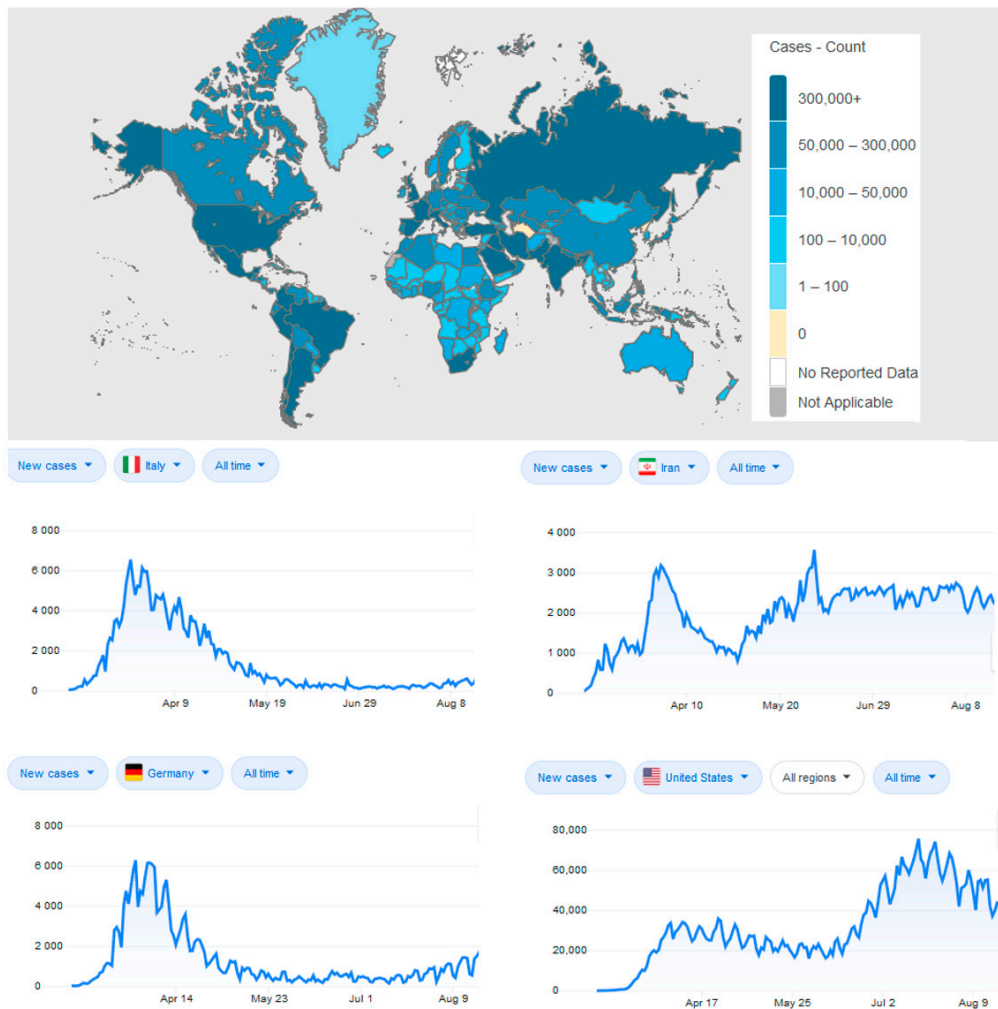 Cases - Count
300,000+
50,000 – 300,000
10,000 – 50,000
100 – 10,000
1 – 100
0
No Reported Data
Not Applicable
New cases Italy All time
8 000
6 000
4 000
2 000
0
Apr 9 May 19 Jun 29 Aug 8
New cases Iran All time
4 000
3 000
2 000
1 000
0
Apr 10 May 20 Jun 29 Aug 8
New cases Germany All time
8 000
6 000
4 000
2 000
0
Apr 14 May 23 Jul 1 Aug 9
New cases United States All regions All time
80,000
60,000
40,000
20,000
0
Apr 17 May 25 Jul 2 Aug 9